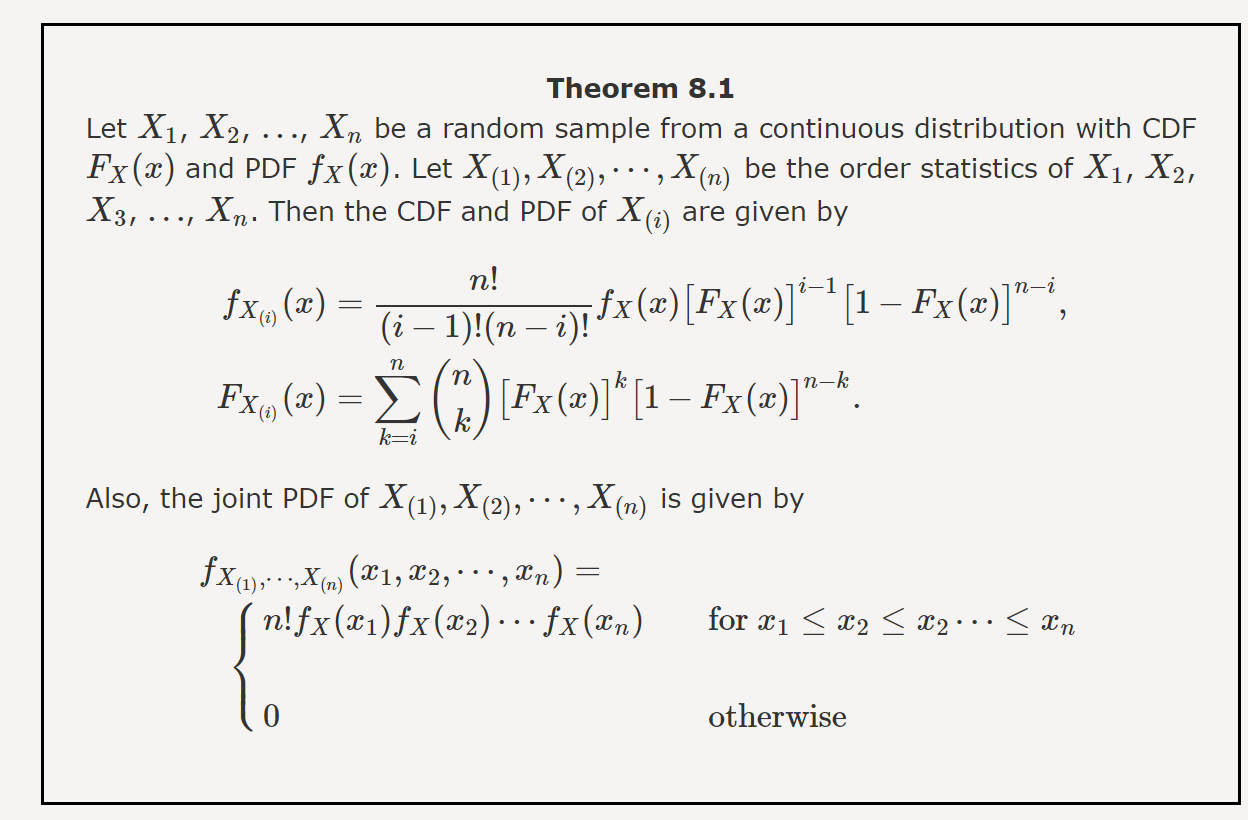 Theorem 8.1
Let $X_1$, $X_2$, …, $X_n$ be a random sample from a continuous distribution with CDF
$F_X(x)$ and PDF $f_X(x)$. Let $X_{(1)}, X_{(2)}, \cdots, X_{(n)}$ be the order statistics of $X_1$, $X_2$,
$X_3$, …, $X_n$. Then the CDF and PDF of $X_{(i)}$ are given by
$f_{X_{(i)}}(x) = \frac{n!}{(i-1)!(n-i)!} f_X(x) \left[F_X(x)\right]^{i-1} \left[1 - F_X(x)\right]^{n-i},$
$F_{X_{(i)}}(x) = \sum_{k=i}^{n} \binom{n}{k} \left[F_X(x)\right]^{k} \left[1 - F_X(x)\right]^{n-k}.$
Also, the joint PDF of $X_{(1)}, X_{(2)}, \cdots, X_{(n)}$ is given by
$f_{X_{(1)}, \cdots, X_{(n)}}(x_1, x_2, \cdots, x_n) =$
$\begin{cases} n! f_X(x_1) f_X(x_2) \cdots f_X(x_n) & \text{for } x_1 \leq x_2 \leq x_2 \cdots \leq x_n \\ 0 & \text{otherwise} \end{cases}$